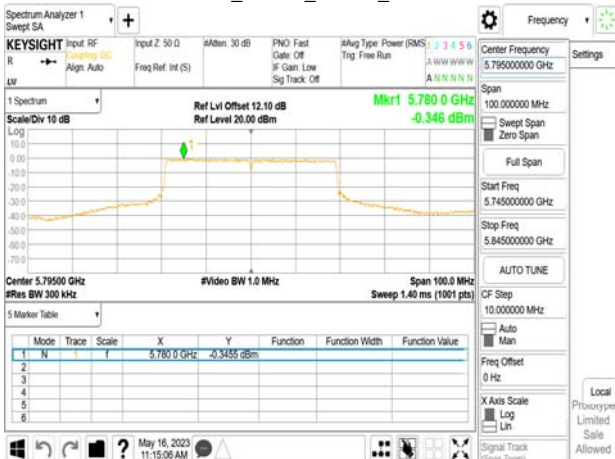 Spectrum Analyzer 1
Swept SA
+
Frequency
KEYSIGHT
Input: RF
Coupling: DC
Align: Auto
Input Z: 50 Ω
Freq Ref: Int (S)
#Atten: 30 dB
PNO: Fast
Gate: Off
IF Gain: Low
Sig Track: Off
#Avg Type: Power (RMS
Trig: Free Run
1 2 3 4 5 6
A WW WW WW
A N N N N N
R
Center Frequency
5.795000000 GHz
Settings
1 Spectrum
Scale/Div 10 dB
Log
Ref Lvl Offset 12.10 dB
Ref Level 20.00 dBm
Mkr1 5.780 0 GHz
-0.346 dBm
10.0
0.00
-10.0
-20.0
-30.0
-40.0
-50.0
-60.0
-70.0
1
Center 5.79500 GHz
#Res BW 300 kHz
#Video BW 1.0 MHz
Span 100.0 MHz
Sweep 1.40 ms (1001 pts)
Span
100.000000 MHz
Swept Span
Zero Span
Full Span
Start Freq
5.745000000 GHz
Stop Freq
5.845000000 GHz
AUTO TUNE
CF Step
10.000000 MHz
Auto
Man
Freq Offset
0 Hz
X Axis Scale
Log
Lin
Signal Track
Local
Prototype
Limited
Sale
Allowed
5 Marker Table
Mode Trace Scale X Y Function Function Width Function Value
1 N 1 f 5.780 0 GHz -0.3455 dBm
2
3
4
5
6
?
May 16, 2023
11:15:06 AM